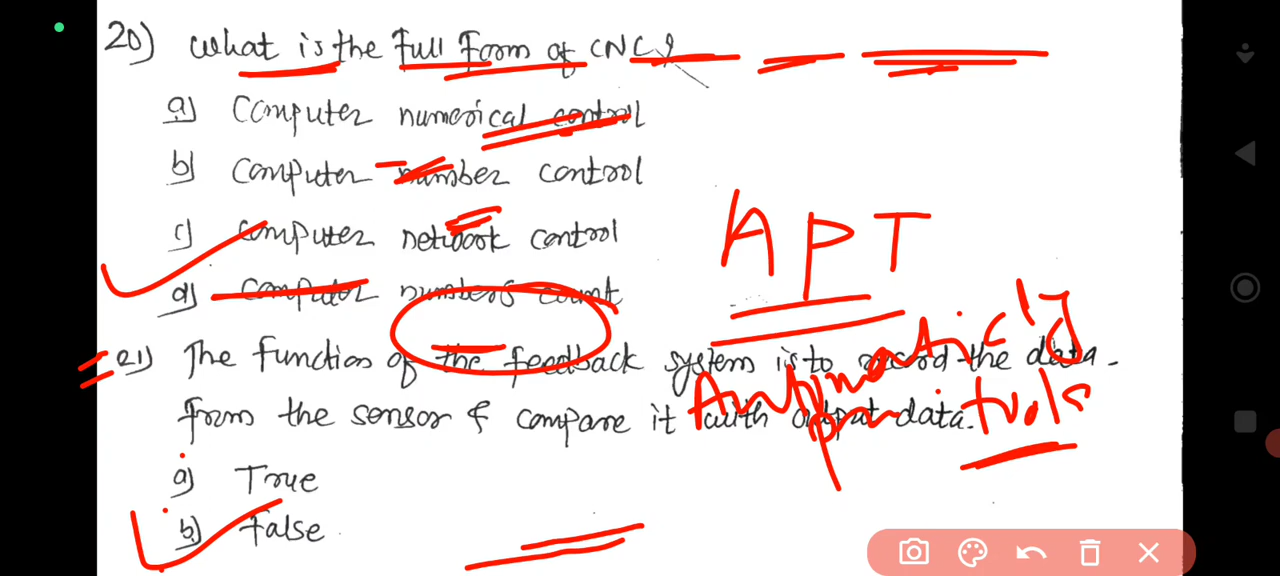 20) What is the full form of CNC?
a) Computer numerical control
b) Computer number control
c) Computer network control
d) Computer numbers count
APT
21) The function of the feedback system is to record the data
from the sensor & compare it with output data.
tools
a) True
b) false